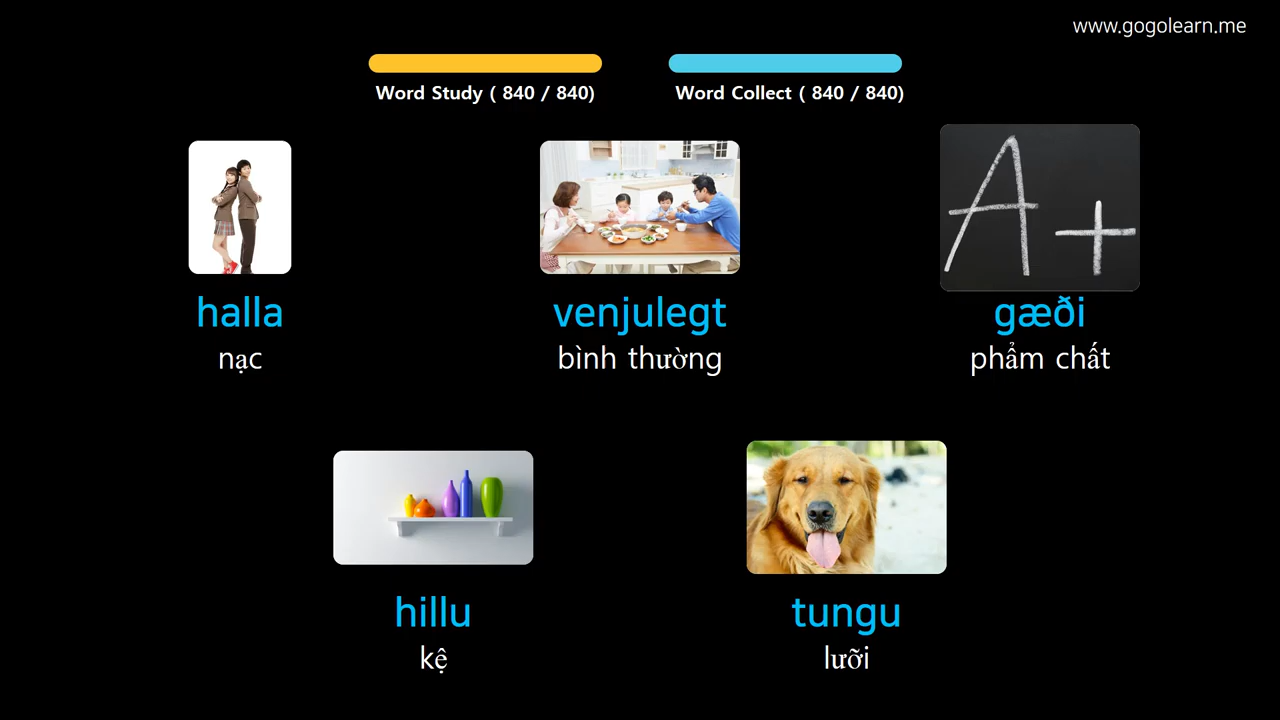 www.gogolearn.me
Word Study ( 840 / 840)
Word Collect ( 840 / 840)
A+
halla
nạc
venjulegt
bình thường
gæði
phẩm chất
hillu
kệ
tungu
lưỡi